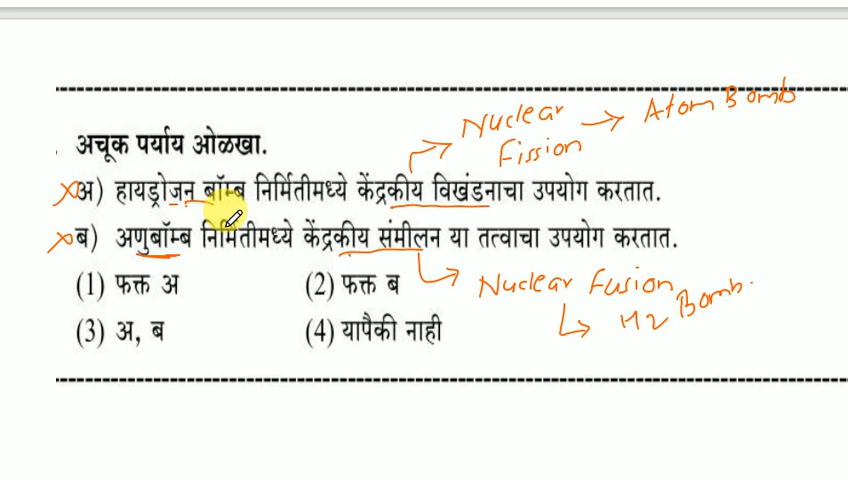 Nuclear Fission → Atom Bomb
. अचूक पर्याय ओळखा.
अ) हायड्रोजन बॉम्ब निर्मितीमध्ये केंद्रकीय विखंडनाचा उपयोग करतात.
ब) अणुबॉम्ब निर्मितीमध्ये केंद्रकीय संमीलन या तत्वाचा उपयोग करतात.
(1) फक्त अ (2) फक्त ब
Nuclear Fusion
(3) अ, ब (4) यापैकी नाही
H2 Bomb.